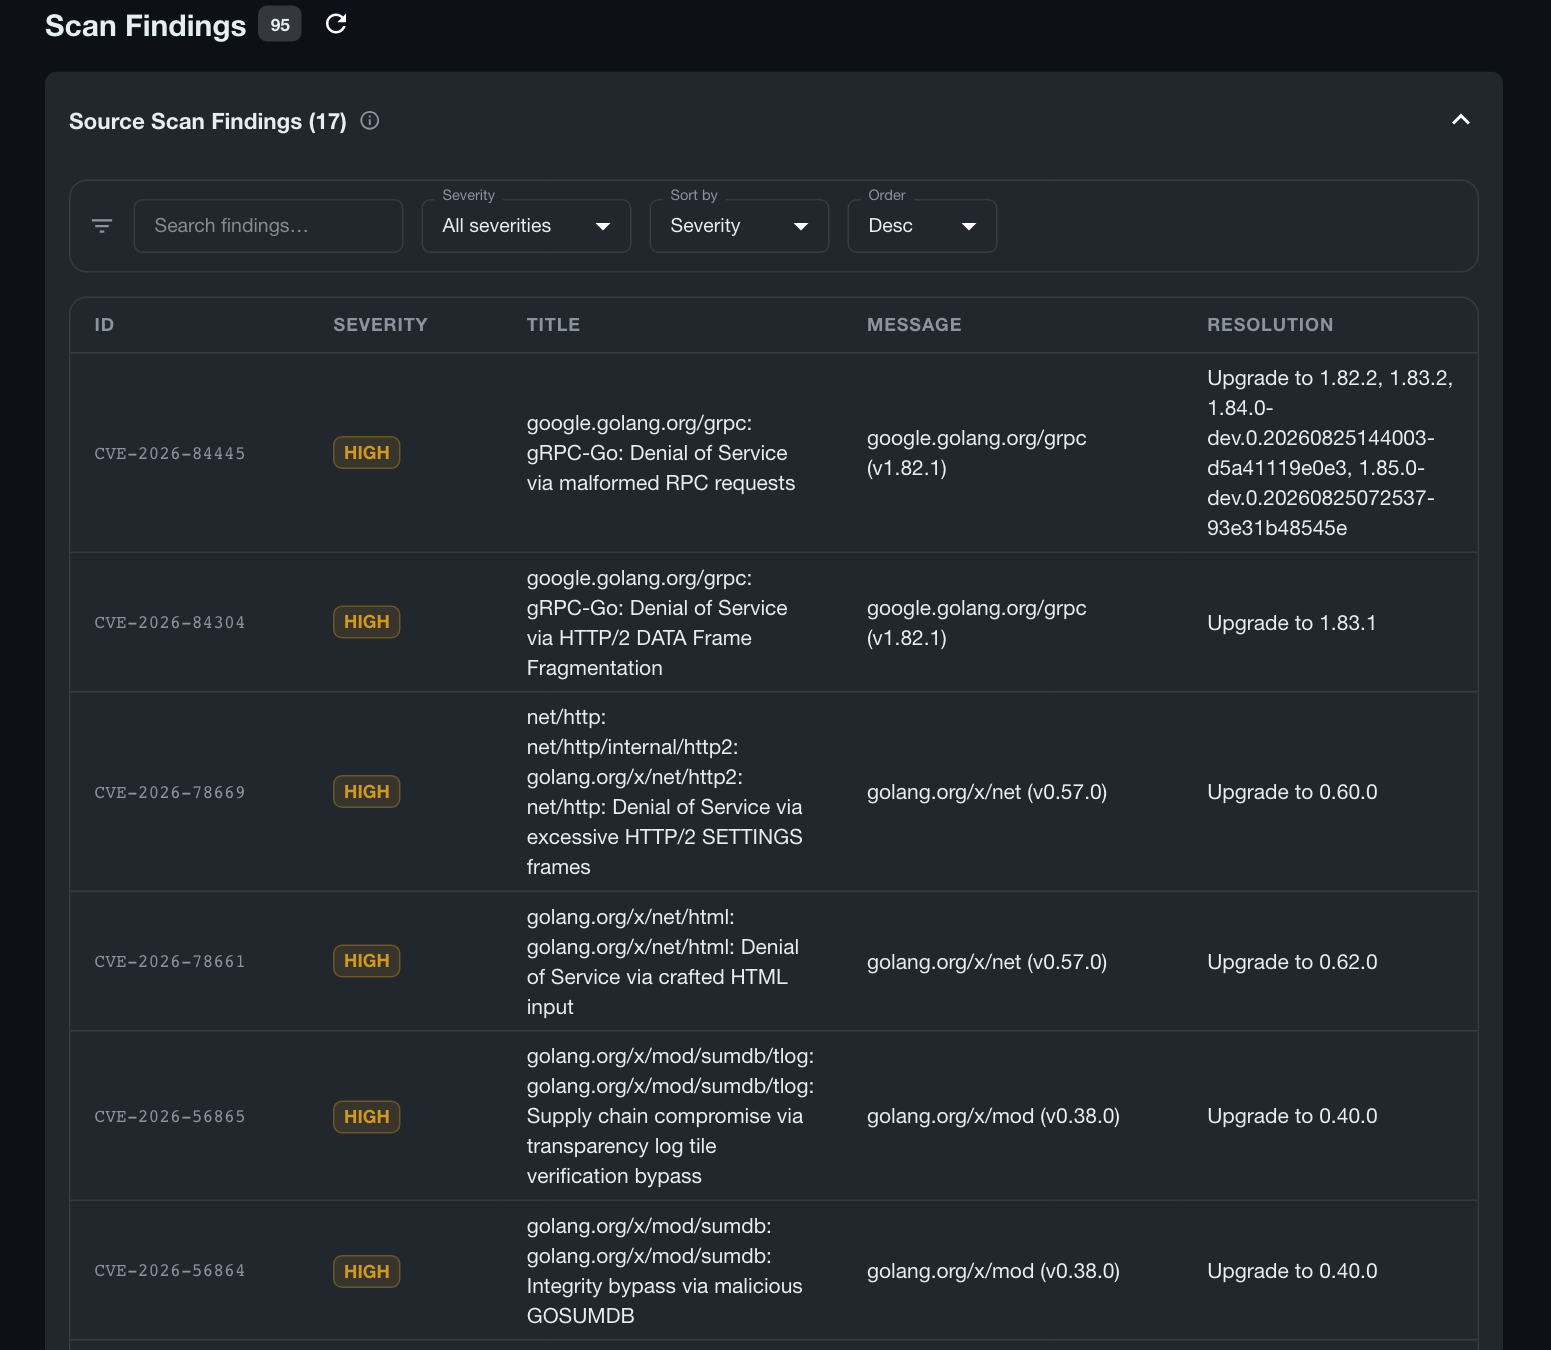 Scan Findings 95
Source Scan Findings (17)
Search findings...
Severity
All severities
Sort by
Severity
Order
Desc
ID SEVERITY TITLE MESSAGE RESOLUTION
CVE-2026-84445
HIGH
google.golang.org/grpc:
gRPC-Go: Denial of Service
via malformed RPC requests
google.golang.org/grpc
(v1.82.1)
Upgrade to 1.82.2, 1.83.2,
1.84.0-
dev.0.20260825144003-
d5a41119e0e3, 1.85.0-
dev.0.20260825072537-
93e31b48545e
CVE-2026-84304
HIGH
google.golang.org/grpc:
gRPC-Go: Denial of Service
via HTTP/2 DATA Frame
Fragmentation
google.golang.org/grpc
(v1.82.1)
Upgrade to 1.83.1
CVE-2026-78669
HIGH
net/http:
net/http/internal/http2:
golang.org/x/net/http2:
net/http: Denial of Service via
excessive HTTP/2 SETTINGS
frames
golang.org/x/net (v0.57.0)
Upgrade to 0.60.0
CVE-2026-78661
HIGH
golang.org/x/net/html:
golang.org/x/net/html: Denial
of Service via crafted HTML
input
golang.org/x/net (v0.57.0)
Upgrade to 0.62.0
CVE-2026-56865
HIGH
golang.org/x/mod/sumdb/tlog:
golang.org/x/mod/sumdb/tlog:
Supply chain compromise via
transparency log tile
verification bypass
golang.org/x/mod (v0.38.0)
Upgrade to 0.40.0
CVE-2026-56864
HIGH
golang.org/x/mod/sumdb:
golang.org/x/mod/sumdb:
Integrity bypass via malicious
GOSUMDB
golang.org/x/mod (v0.38.0)
Upgrade to 0.40.0